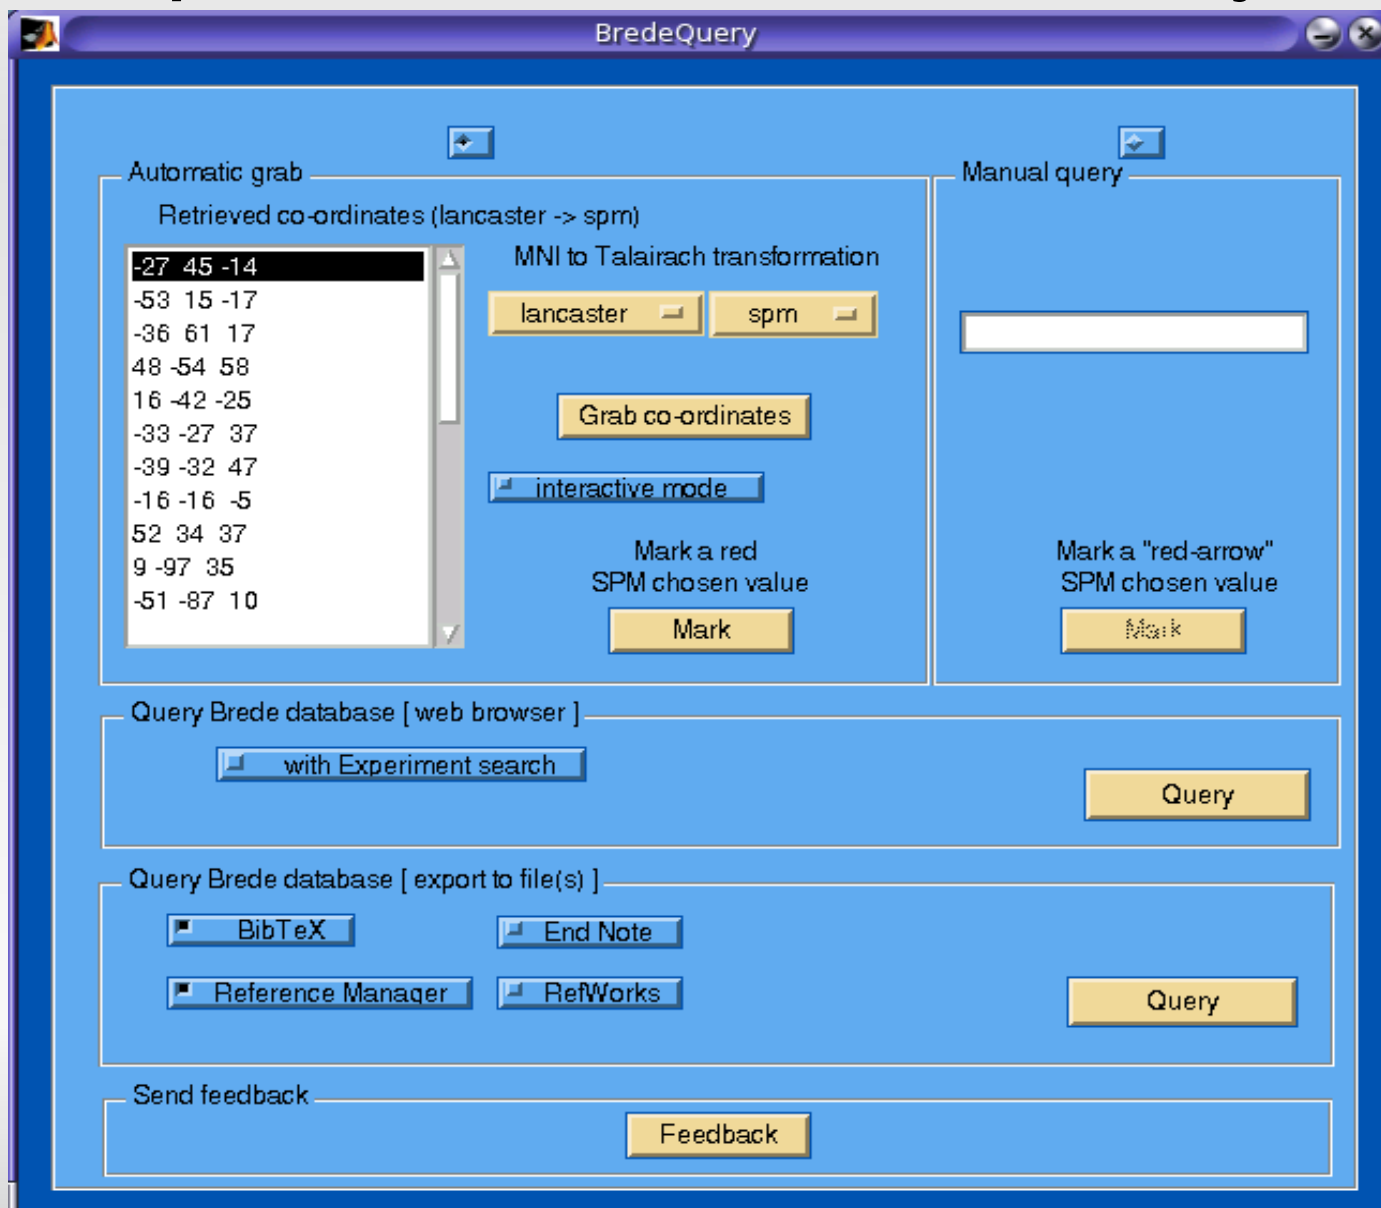 BredeQuery
Automatic grab
Retrieved co-ordinates (lancaster -> spm)
-27 45 -14
-53 15 -17
-36 61 17
48 -54 58
16 -42 -25
-33 -27 37
-39 -32 47
-16 -16 -5
52 34 37
9 -97 35
-51 -87 10
MNI to Talairach transformation
lancaster
spm
Grab co-ordinates
interactive mode
Mark a red
SPM chosen value
Mark
Manual query
Mark a "red-arrow"
SPM chosen value
Mark
Query Brede database [ web browser ]
with Experiment search
Query
Query Brede database [ export to file(s) ]
BibTeX
End Note
Reference Manager
RefWorks
Query
Send feedback
Feedback